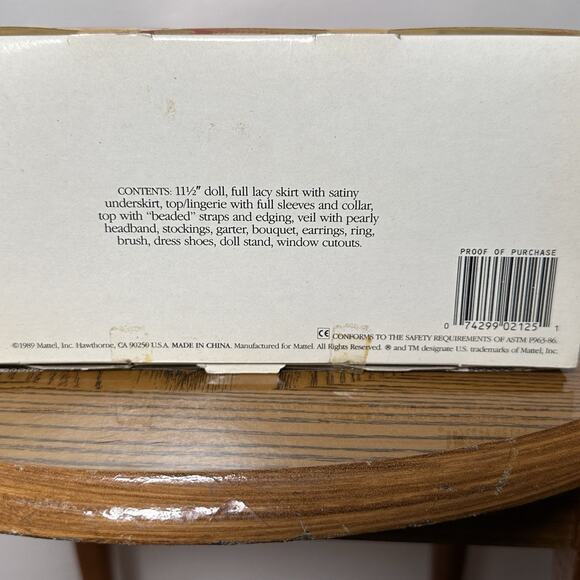 CONTENTS: 11½" doll, full lacy skirt with satiny
underskirt, top/lingerie with full sleeves and collar,
top with “beaded” straps and edging, veil with pearly
headband, stockings, garter, bouquet, earrings, ring,
brush, dress shoes, doll stand, window cutouts.
PROOF OF PURCHASE
0 74299 02125 1
CE CONFORMS TO THE SAFETY REQUIREMENTS OF ASTM F963-86.
©1989 Mattel, Inc. Hawthorne, CA 90250 U.S.A. MADE IN CHINA. Manufactured for Mattel. All Rights Reserved. ® and TM designate U.S. trademarks of Mattel, Inc.